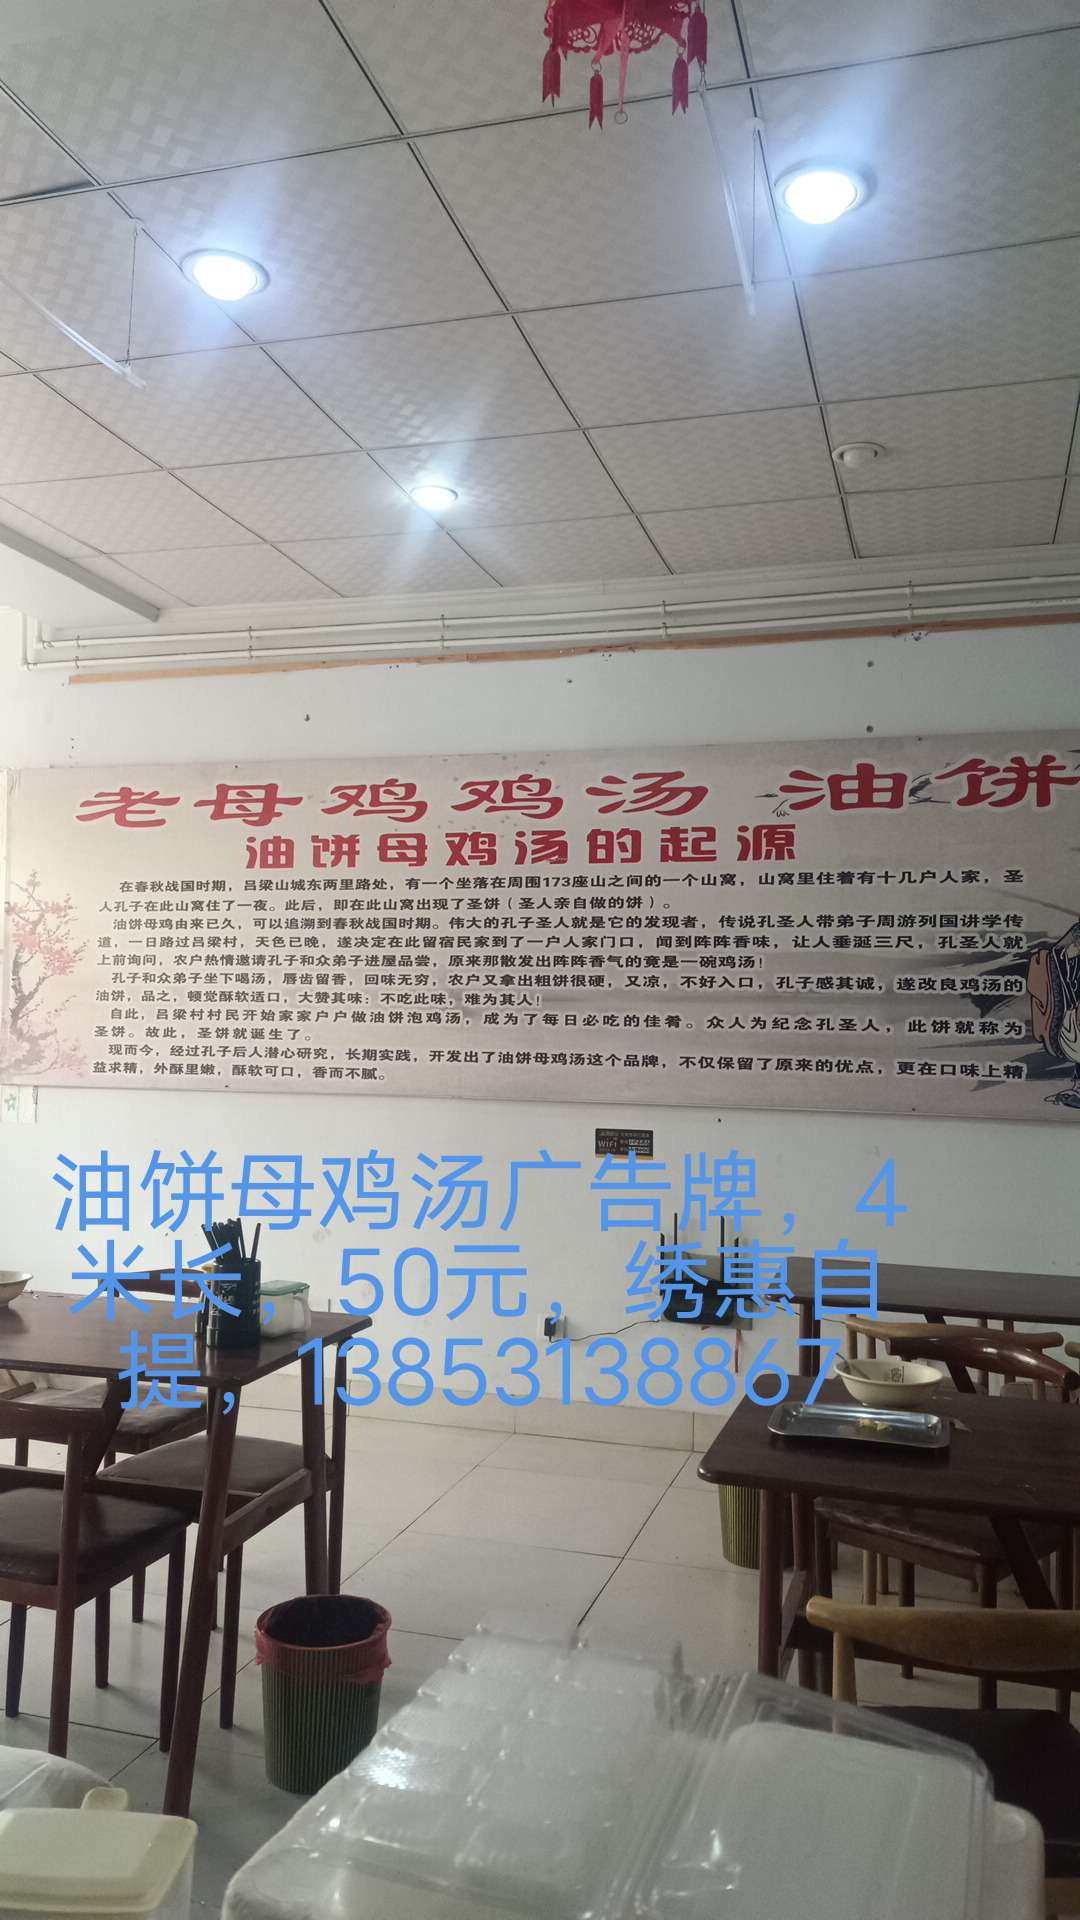 老母鸡鸡汤 油饼
油饼母鸡汤的起源
在春秋战国时期，吕梁山城东两里路处，有一个坐落在周围173座山之间的一个山窝，山窝里住着有十几户人家，圣
人孔子在此山窝住了一夜。此后，即在此山窝出现了圣饼（圣人亲自做的饼）。
油饼母鸡由来已久，可以追溯到春秋战国时期。伟大的孔子圣人就是它的发现者，传说孔圣人带弟子周游列国讲学传
道，一日路过吕梁村，天色已晚，遂决定在此留宿民家到了一户人家门口，闻到阵阵香味，让人垂诞三尺，孔圣人就
上前询问，农户热情邀请孔子和众弟子进屋品尝，原来那散发出阵阵香气的竟是一碗鸡汤！
孔子和众弟子坐下喝汤，唇齿留香，回味无穷，农户又拿出粗饼很硬，又凉，不好入口，孔子感其诚，遂改良鸡汤的
油饼，品之，顿觉酥软适口，大赞其味：不吃此味，难为其人！
自此，吕梁村村民开始家家户户做油饼泡鸡汤，成为了每日必吃的佳肴。众人为纪念孔圣人，此饼就称为
圣饼。故此，圣饼就诞生了。
现而今，经过孔子后人潜心研究，长期实践，开发出了油饼母鸡汤这个品牌，不仅保留了原来的优点，更在口味上精
益求精，外酥里嫩，酥软可口，香而不腻。
WiFi
油饼母鸡汤广告牌，4
米长，50元，绣惠自
提，13853138867